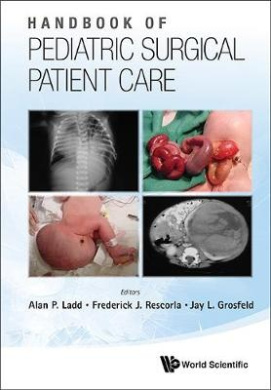 HANDBOOK OF
PEDIATRIC SURGICAL
PATIENT CARE
Editors
Alan P. Ladd • Frederick J. Rescorla • Jay L. Grosfeld
World Scientific